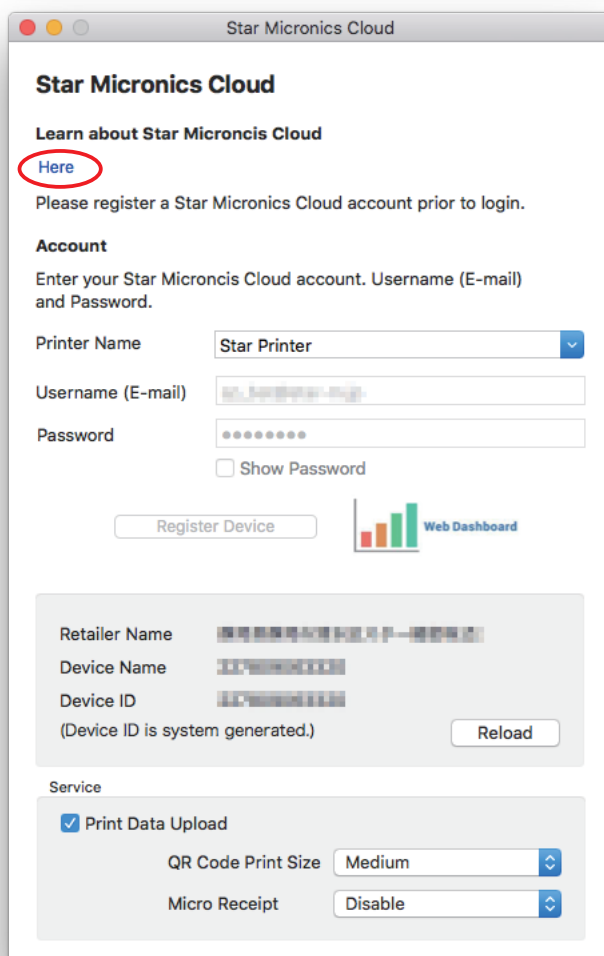 Star Micronics Cloud
Star Micronics Cloud
Learn about Star Microncis Cloud
Here
Please register a Star Micronics Cloud account prior to login.
Account
Enter your Star Microncis Cloud account. Username (E-mail)
and Password.
Printer Name Star Printer
Username (E-mail)
Password
Show Password
Register Device Web Dashboard
Retailer Name
Device Name
Device ID
(Device ID is system generated.) Reload
Service
Print Data Upload
QR Code Print Size Medium
Micro Receipt Disable